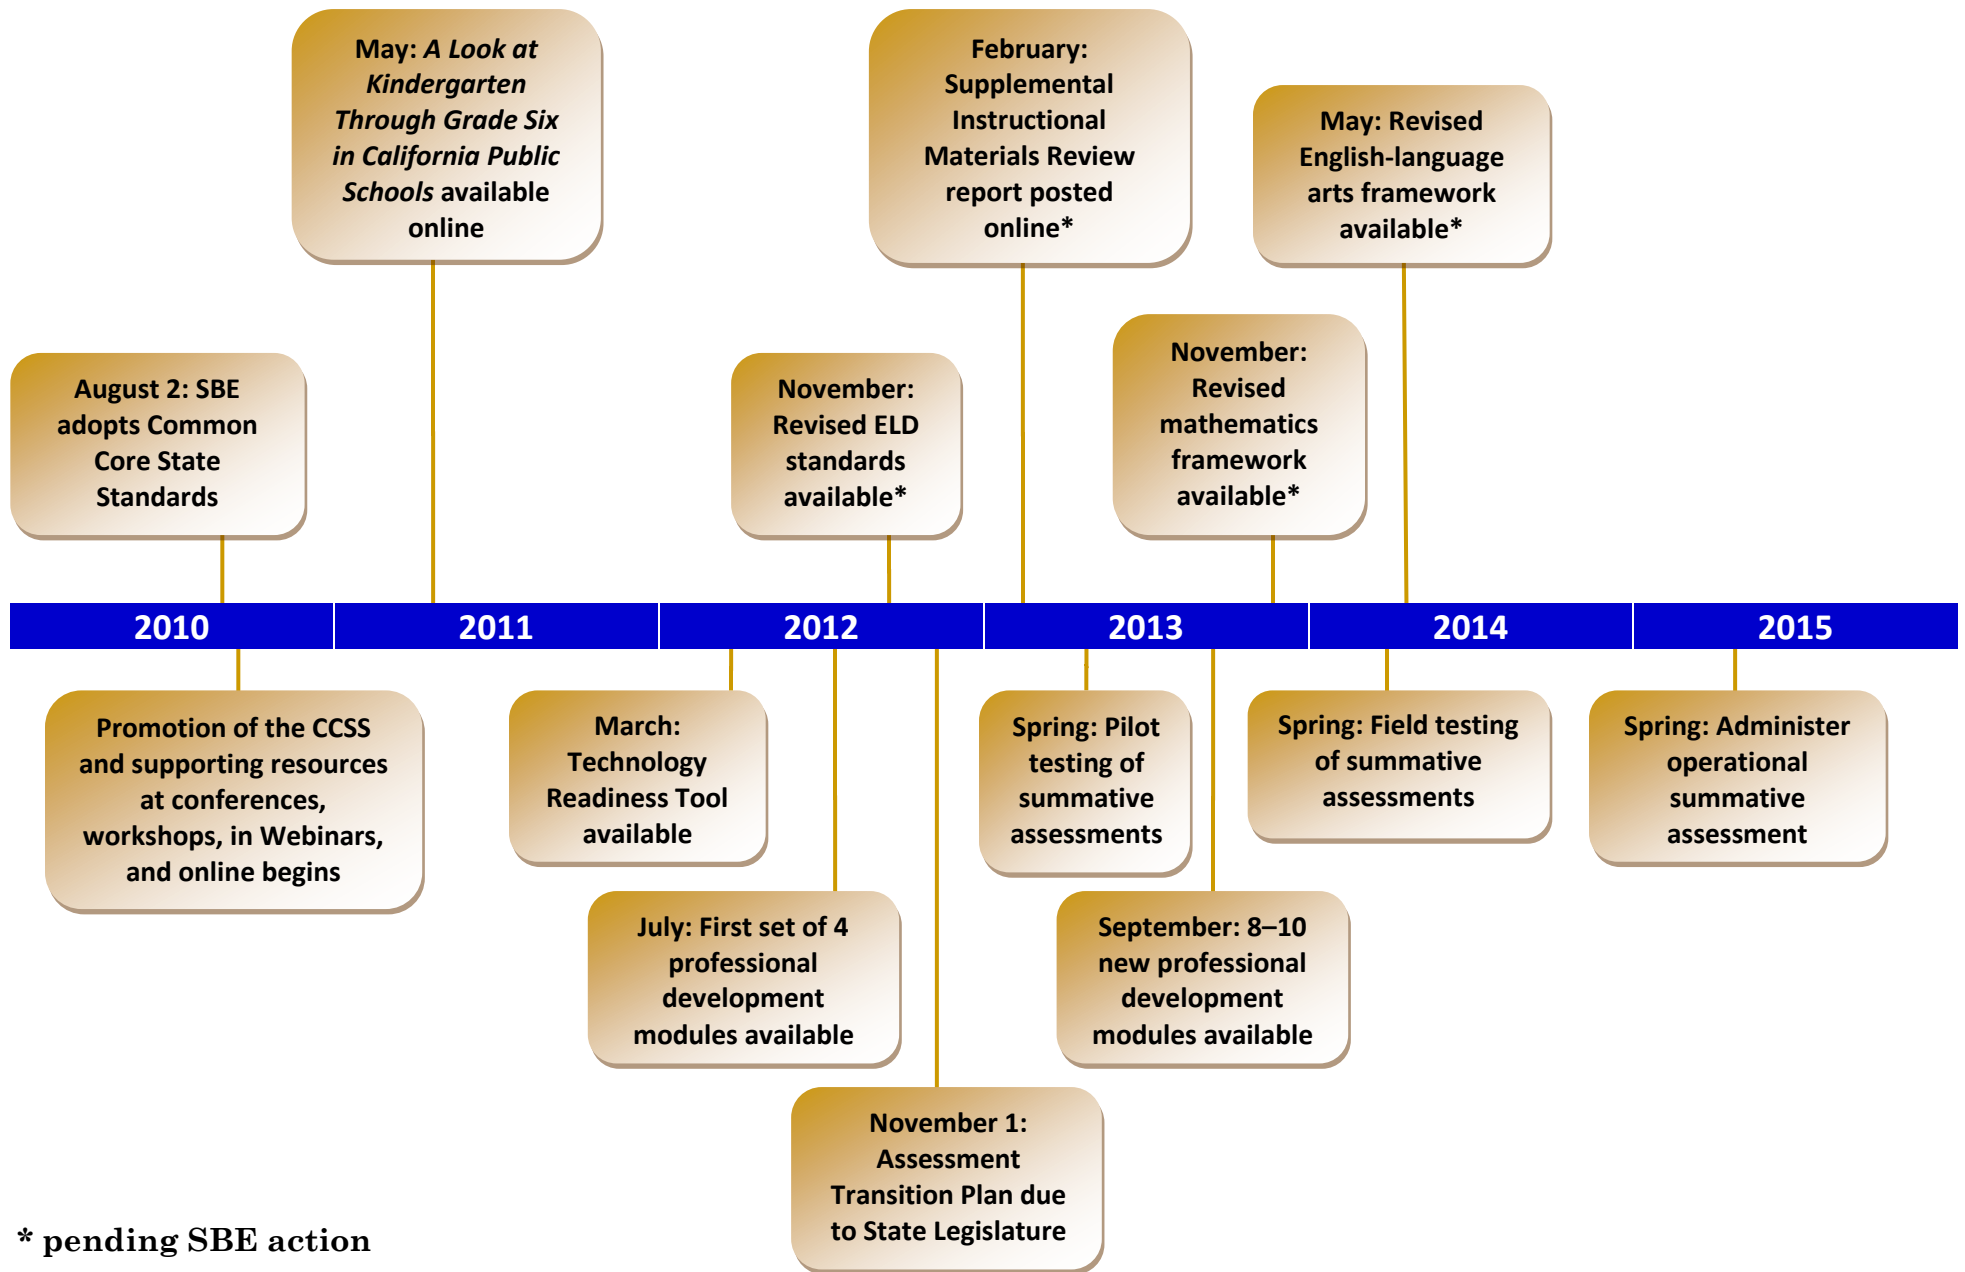 May: A Look at
Kindergarten
Through Grade Six
in California Public
Schools available
online
February:
Supplemental
Instructional
Materials Review
report posted
online*
May: Revised
English-language
arts framework
available*
August 2: SBE
adopts Common
Core State
Standards
November:
Revised ELD
standards
available*
November:
Revised
mathematics
framework
available*
2010
2011
2012
2013
2014
2015
Promotion of the CCSS
and supporting resources
at conferences,
workshops, in Webinars,
and online begins
March:
Technology
Readiness Tool
available
Spring: Pilot
testing of
summative
assessments
Spring: Field testing
of summative
assessments
Spring: Administer
operational
summative
assessment
July: First set of 4
professional
development
modules available
September: 8–10
new professional
development
modules available
November 1:
Assessment
Transition Plan due
to State Legislature
* pending SBE action